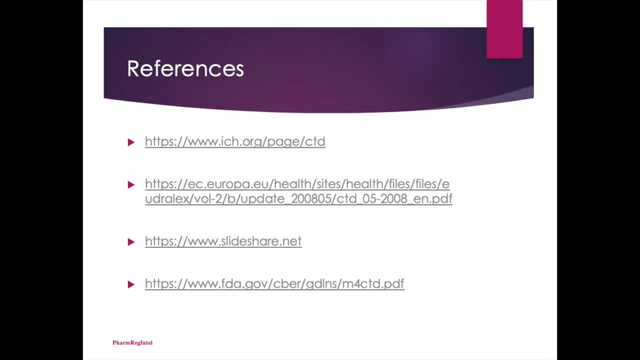 References
https://www.ich.org/page/ctd
https://ec.europa.eu/health/sites/health/files/files/e
udralex/vol-2/b/update_200805/ctd_05-2008_en.pdf
https://www.slideshare.net
https://www.fda.gov/cber/gdlns/m4ctd.pdf
PharmRegIntel